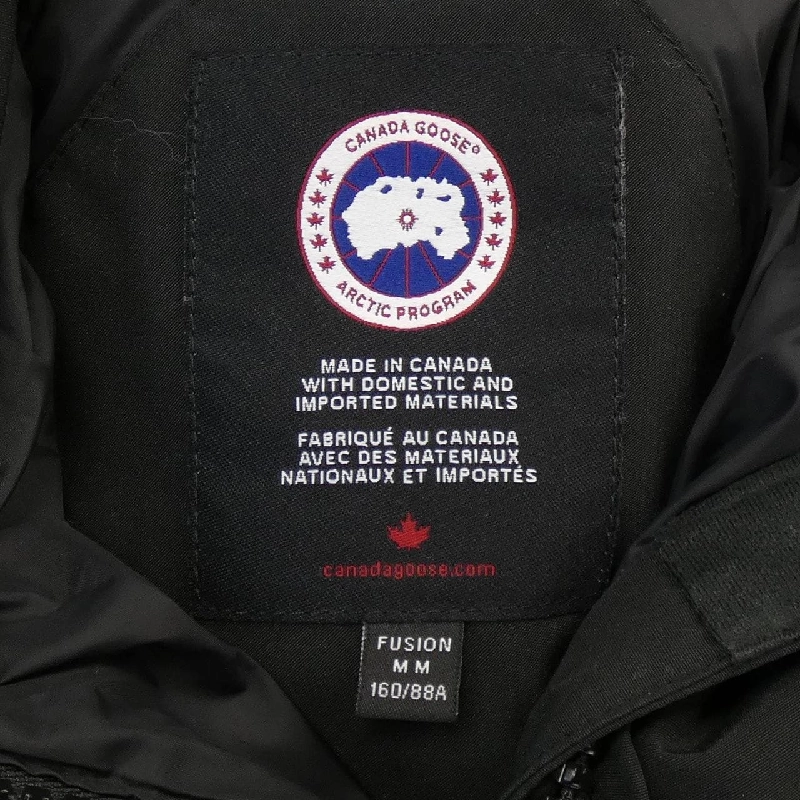 CANADA GOOSE®
ARCTIC PROGRAM
MADE IN CANADA
WITH DOMESTIC AND
IMPORTED MATERIALS
FABRIQUÉ AU CANADA
AVEC DES MATERIAUX
NATIONAUX ET IMPORTÉS
canadagoose.com
FUSION
M M
160/88A